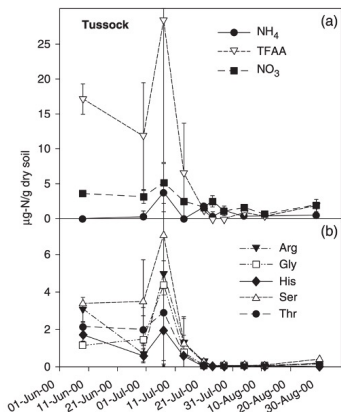 Tussock
(a)
NH4
TFAA
NO3
25
20
15
10
5
0
µg-N/g dry soil
(b)
Arg
Gly
His
Ser
Thr
6
4
2
0
01-Jun-00
11-Jun-00
21-Jun-00
01-Jul-00
11-Jul-00
21-Jul-00
31-Jul-00
10-Aug-00
20-Aug-00
30-Aug-00